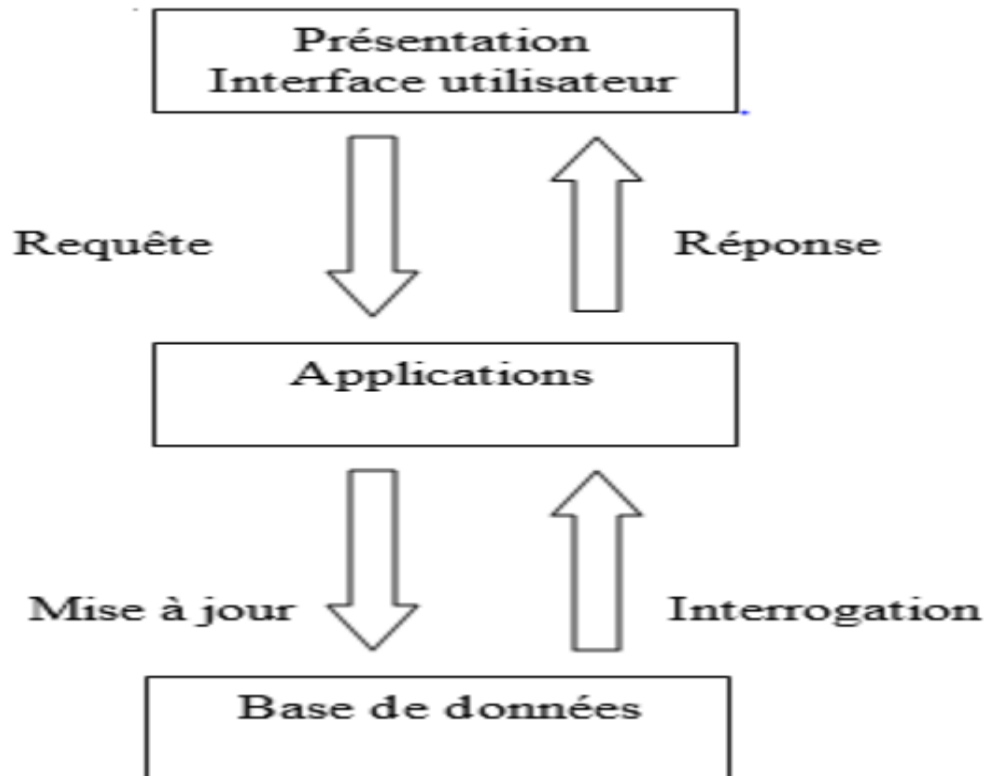 Présentation
Interface utilisateur
Requête
Réponse
Applications
Mise à jour
Interrogation
Base de données